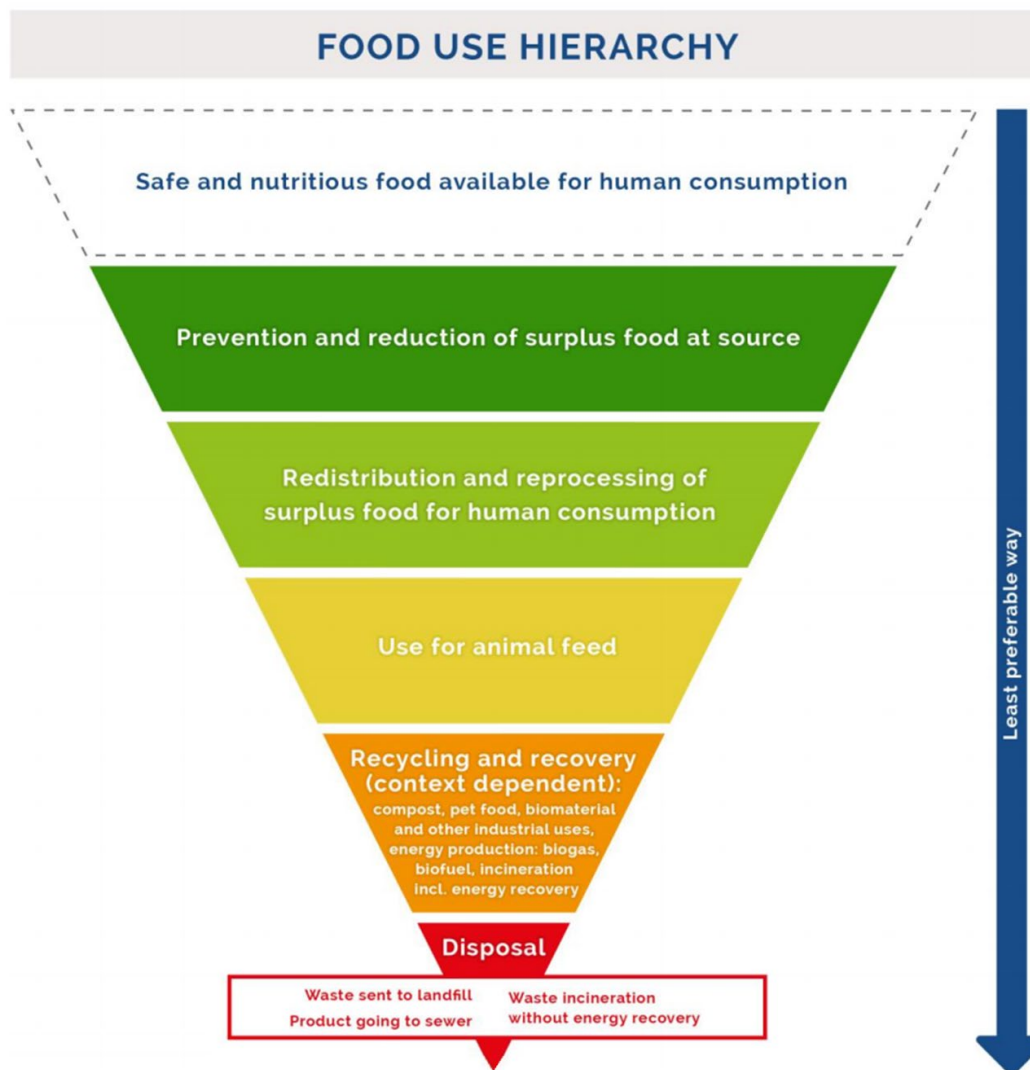 FOOD USE HIERARCHY
Safe and nutritious food available for human consumption
Prevention and reduction of surplus food at source
Redistribution and reprocessing of
surplus food for human consumption
Use for animal feed
Recycling and recovery
(context dependent):
compost, pet food, biomaterial
and other industrial uses,
energy production: biogas,
biofuel, incineration
incl. energy recovery
Disposal
Waste sent to landfill
Product going to sewer
Waste incineration
without energy recovery
Least preferable way